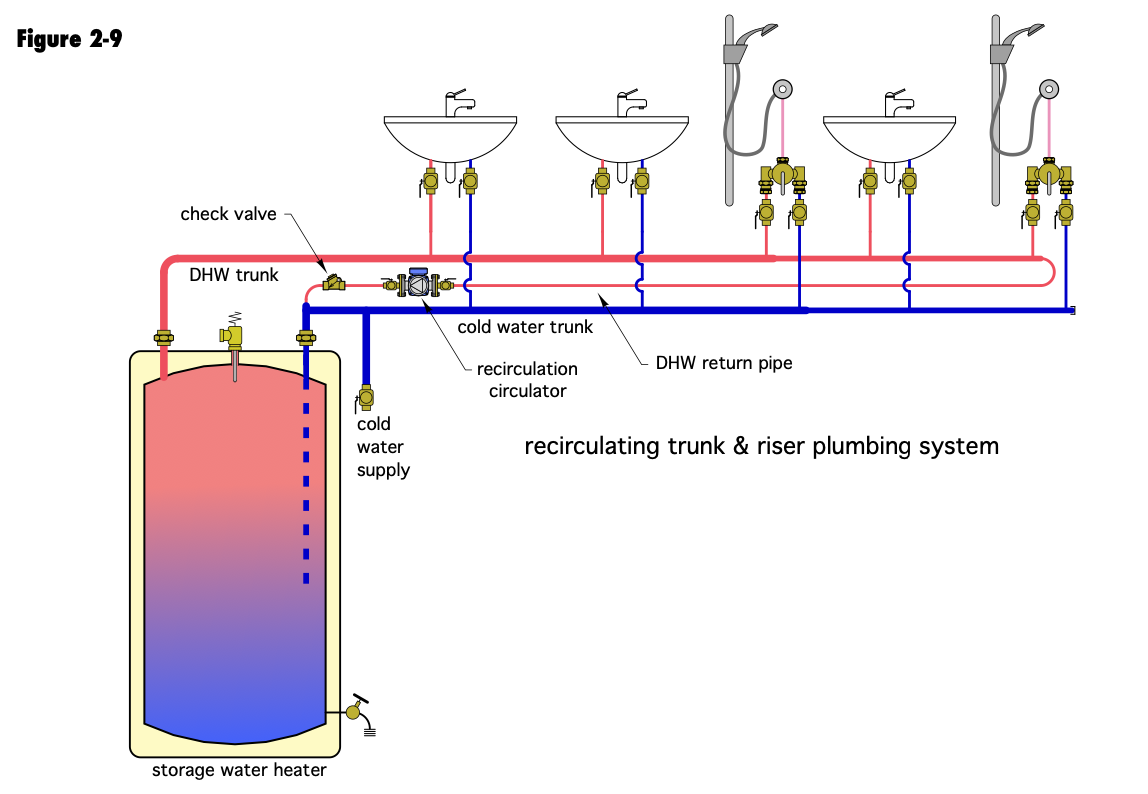 Figure 2-9
check valve
DHW trunk
cold water trunk
recirculation
circulator
DHW return pipe
cold
water
supply
recirculating trunk & riser plumbing system
storage water heater